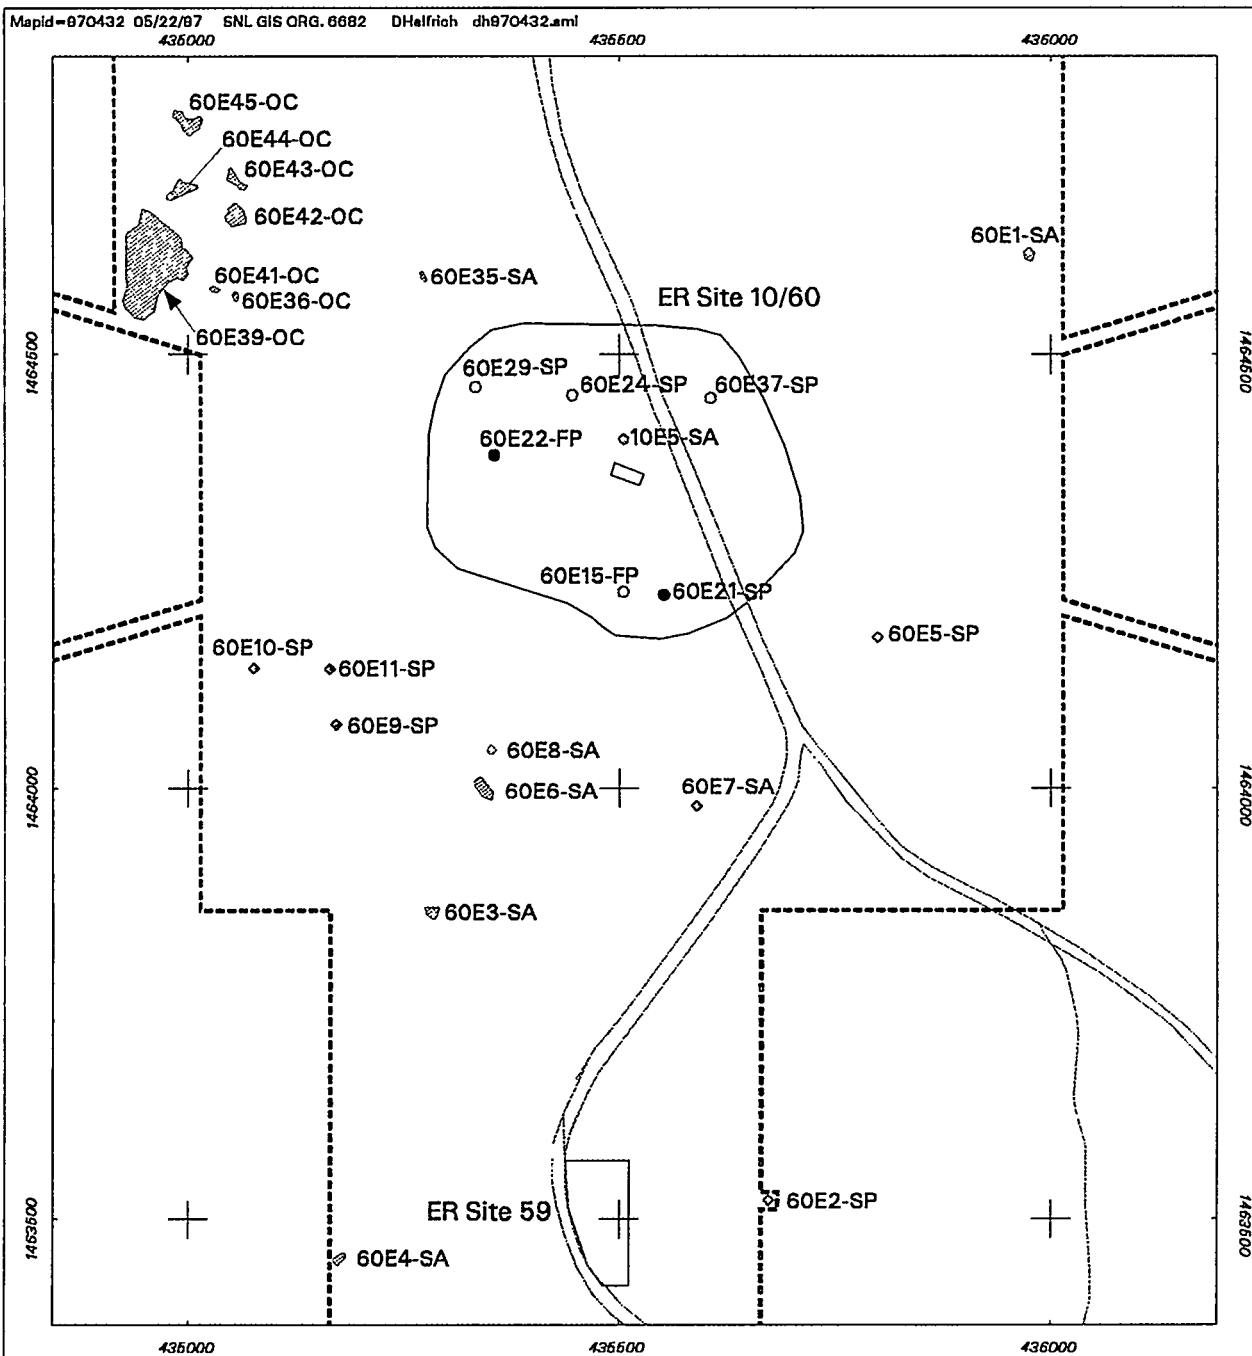 Mapid=970432 05/22/97 SNL GIS ORG. 6682 DHelfrich dh970432.aml
435000 435500 436000
60E45-OC
60E44-OC
60E43-OC
60E42-OC
60E1-SA
60E41-OC
60E35-SA
60E36-OC
ER Site 10/60
60E39-OC
1464500
1464500
60E29-SP
60E24-SP
60E37-SP
60E22-FP
10E5-SA
60E15-FP
60E21-SP
60E5-SP
60E10-SP
60E11-SP
60E9-SP
60E8-SA
60E6-SA
60E7-SA
1464000
1464000
60E3-SA
60E2-SP
ER Site 59
1463500
1463500
60E4-SA
435000 435500 436000